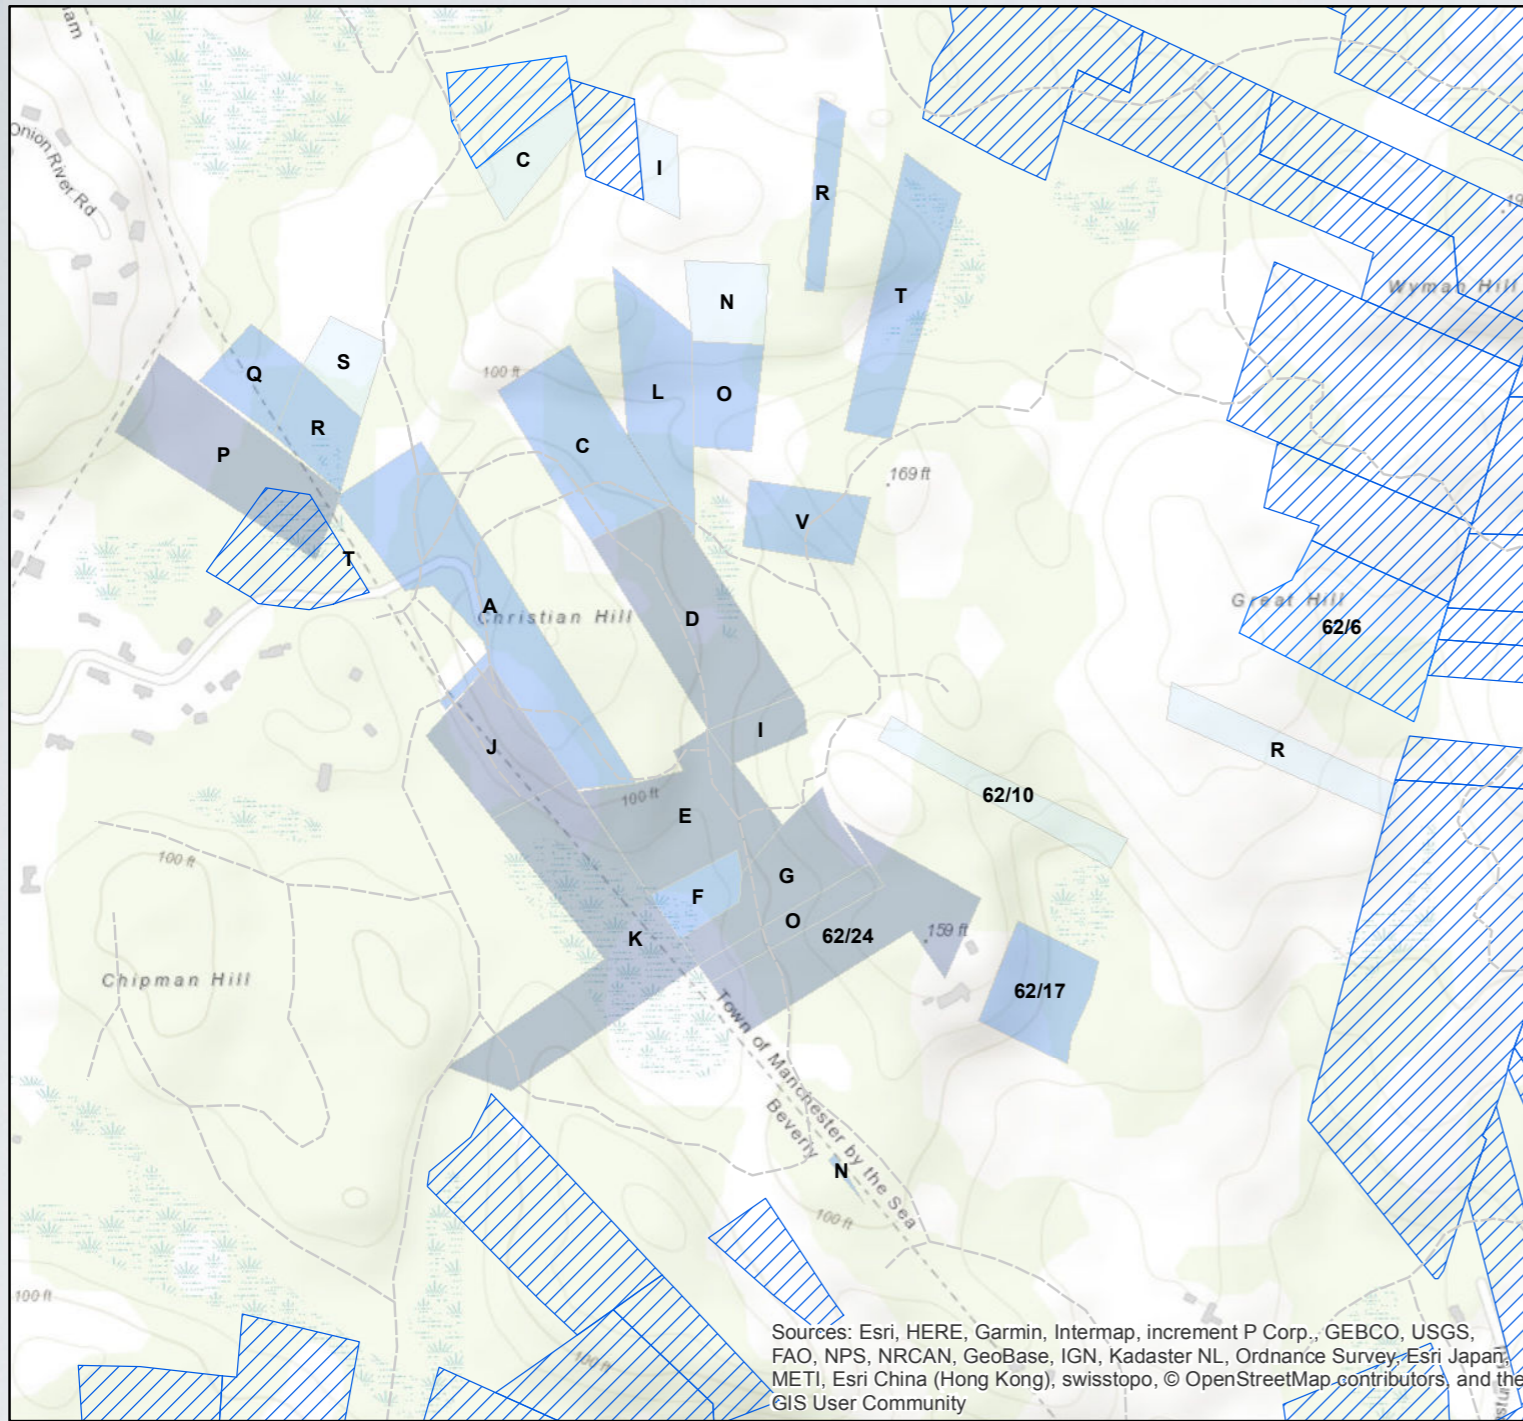 Onion River Rd
C
I
R
T
N
Wyman Hill
S
Q
100 ft
L
O
C
R
P
169 ft
V
T
A
Christian Hill
D
Great Hill
62/6
I
J
R
100 ft
62/10
E
100 ft
G
F
O
K
62/24
159 ft
Chipman Hill
62/17
Town of Manchester by the Sea
Beverly
N
100 ft
100 ft
100 ft
Sources: Esri, HERE, Garmin, Intermap, increment P Corp., GEBCO, USGS,
FAO, NPS, NRCAN, GeoBase, IGN, Kadaster NL, Ordnance Survey, Esri Japan,
METI, Esri China (Hong Kong), swisstopo, © OpenStreetMap contributors, and the
GIS User Community